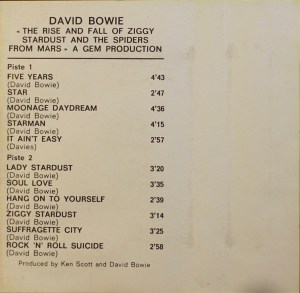 DAVID BOWIE
- THE RISE AND FALL OF ZIGGY
STARDUST AND THE SPIDERS
FROM MARS - A GEM PRODUCTION
Piste 1
FIVE YEARS 4'43
(David Bowie)
STAR 2'47
(David Bowie)
MOONAGE DAYDREAM 4'36
(David Bowie)
STARMAN 4'15
(David Bowie)
IT AIN'T EASY 2'57
(Davies)
Piste 2
LADY STARDUST 3'20
(David Bowie)
SOUL LOVE 3'35
(David Bowie)
HANG ON TO YOURSELF 2'39
(David Bowie)
ZIGGY STARDUST 3'14
(David Bowie)
SUFFRAGETTE CITY 3'25
(David Bowie)
ROCK 'N' ROLL SUICIDE 2'58
(David Bowie)
Produced by Ken Scott and David Bowie